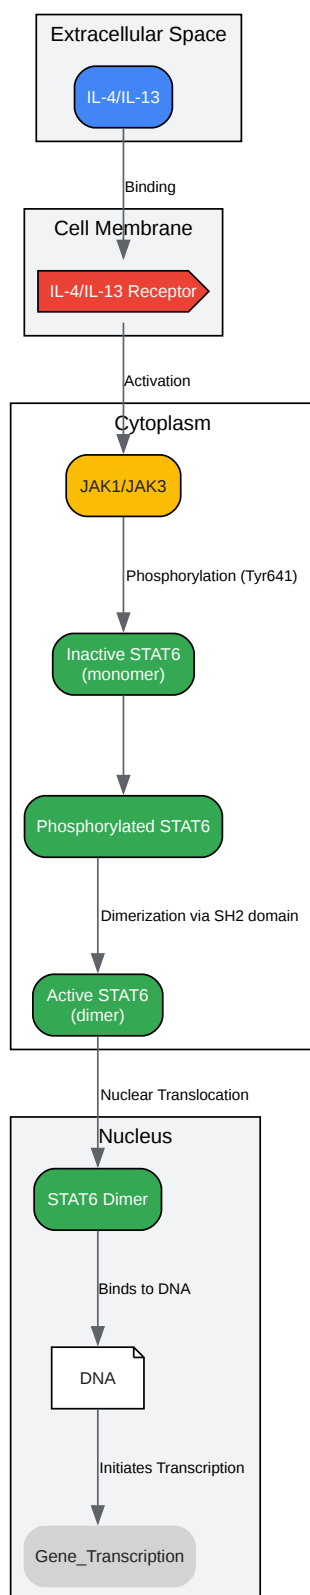 Extracellular Space
IL-4/IL-13
Binding
Cell Membrane
IL-4/IL-13 Receptor
Activation
Cytoplasm
JAK1/JAK3
Phosphorylation (Tyr641)
Inactive STAT6
(monomer)
Phosphorylated STAT6
Dimerization via SH2 domain
Active STAT6
(dimer)
Nuclear Translocation
Nucleus
STAT6 Dimer
Binds to DNA
DNA
Initiates Transcription
Gene_Transcription